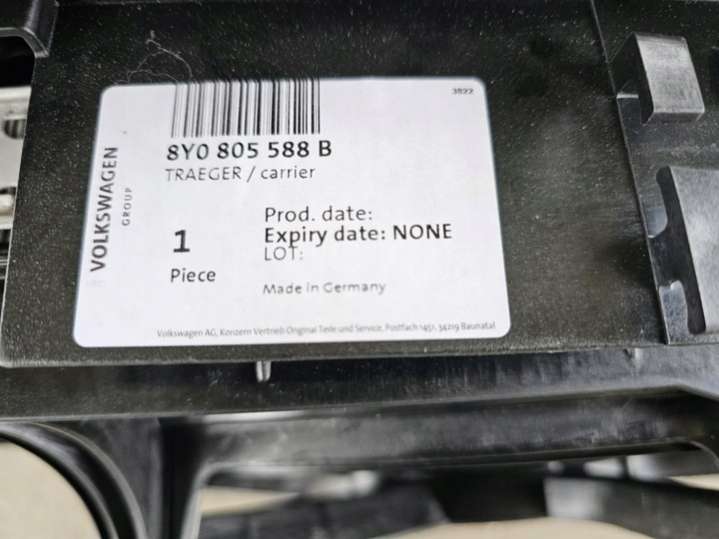 3822
8Y0 805 588 B
TRAEGER / carrier
VOLKSWAGEN
GROUP
1
Piece
Prod. date:
Expiry date: NONE
LOT:
Made in Germany
Volkswagen AG, Konzern Vertrieb Original Teile und Service, Postfach 1451, 34219 Baunatal